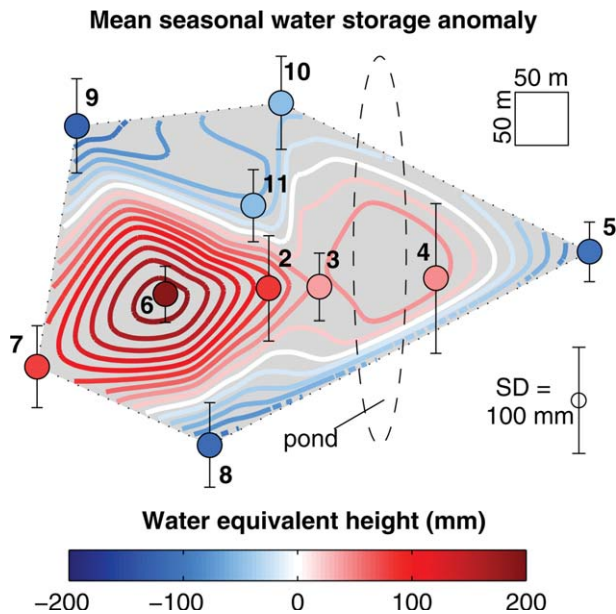 Mean seasonal water storage anomaly
9
10
50 m
50 m
11
5
2
3
4
6
7
SD =
100 mm
pond
8
Water equivalent height (mm)
−200
−100
0
100
200